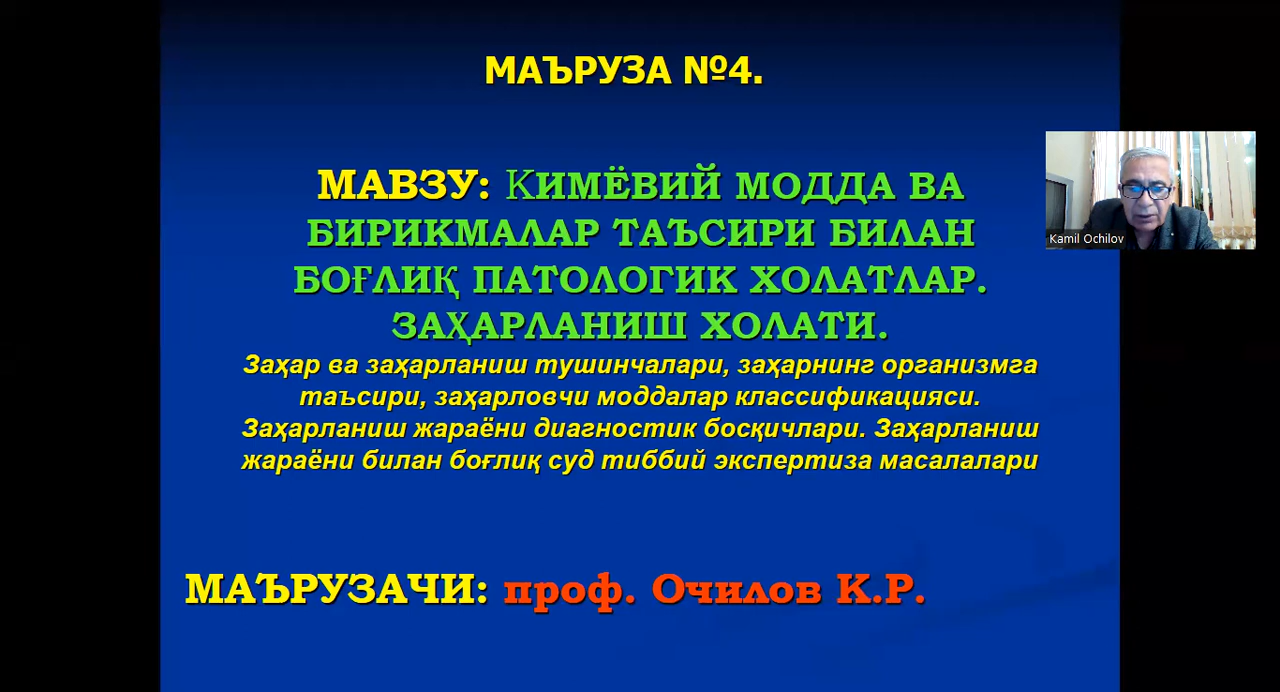 МАЪРУЗА №4.
МАВЗУ: КИМЁВИЙ МОДДА ВА
БИРИКМАЛАР ТАЪСИРИ БИЛАН
БОҒЛИҚ ПАТОЛОГИК ХОЛАТЛАР.
ЗАҲАРЛАНИШ ХОЛАТИ.
Заҳар ва заҳарланиш тушинчалари, заҳарнинг организмга
таъсири, заҳарловчи моддалар классификацияси.
Заҳарланиш жараёни диагностик босқичлари. Заҳарланиш
жараёни билан боғлиқ суд тиббий экспертиза масалалари
Kamil Ochilov
МАЪРУЗАЧИ: проф. Очилов К.Р.